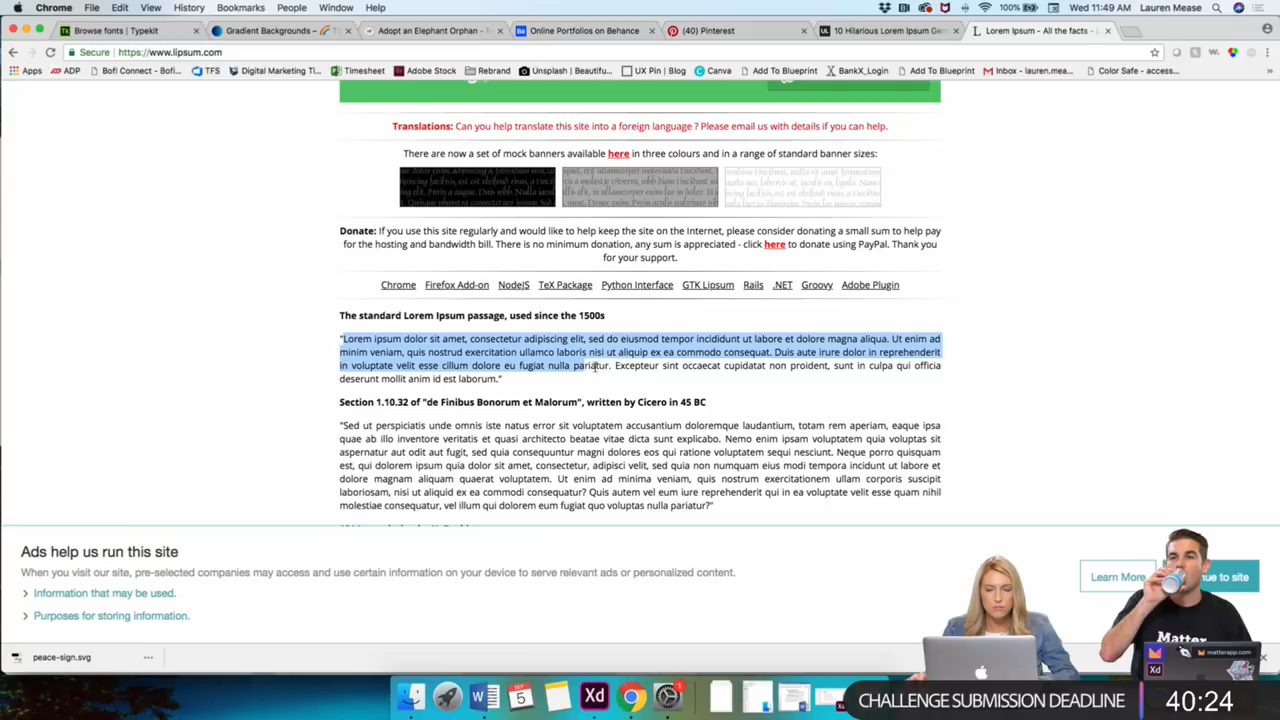 Chrome File Edit View History Bookmarks People Window Help
100% Wed 11:49 AM Lauren Mease
Browse fonts | Typekit
Gradient Backgrounds –
Adopt an Elephant Orphan -
Online Portfolios on Behance
(10) Pinterest
10 Hilarious Lorem Ipsum Gen
Lorem Ipsum - All the facts - L
Secure https://www.lipsum.com
Apps ADP Bofi Connect - Bofi... TFS Digital Marketing Ti... Timesheet Adobe Stock Rebrand Unsplash | Beautifu... UX Pin | Blog Canva Add To Blueprint BankX_Login Add To Blueprint Inbox - lauren.mea... Color Safe - access...
Translations: Can you help translate this site into a foreign language ? Please email us with details if you can help.
There are now a set of mock banners available here in three colours and in a range of standard banner sizes:
Donate: If you use this site regularly and would like to help keep the site on the Internet, please consider donating a small sum to help pay
for the hosting and bandwidth bill. There is no minimum donation, any sum is appreciated - click here to donate using PayPal. Thank you
for your support.
Chrome Firefox Add-on NodeJS TeX Package Python Interface GTK Lipsum Rails .NET Groovy Adobe Plugin
The standard Lorem Ipsum passage, used since the 1500s
"Lorem ipsum dolor sit amet, consectetur adipiscing elit, sed do eiusmod tempor incididunt ut labore et dolore magna aliqua. Ut enim ad
minim veniam, quis nostrud exercitation ullamco laboris nisi ut aliquip ex ea commodo consequat. Duis aute irure dolor in reprehenderit
in voluptate velit esse cillum dolore eu fugiat nulla pariatur. Excepteur sint occaecat cupidatat non proident, sunt in culpa qui officia
deserunt mollit anim id est laborum."
Section 1.10.32 of "de Finibus Bonorum et Malorum", written by Cicero in 45 BC
"Sed ut perspiciatis unde omnis iste natus error sit voluptatem accusantium doloremque laudantium, totam rem aperiam, eaque ipsa
quae ab illo inventore veritatis et quasi architecto beatae vitae dicta sunt explicabo. Nemo enim ipsam voluptatem quia voluptas sit
aspernatur aut odit aut fugit, sed quia consequuntur magni dolores eos qui ratione voluptatem sequi nesciunt. Neque porro quisquam
est, qui dolorem ipsum quia dolor sit amet, consectetur, adipisci velit, sed quia non numquam eius modi tempora incidunt ut labore et
dolore magnam aliquam quaerat voluptatem. Ut enim ad minima veniam, quis nostrum exercitationem ullam corporis suscipit
laboriosam, nisi ut aliquid ex ea commodi consequatur? Quis autem vel eum iure reprehenderit qui in ea voluptate velit esse quam nihil
molestiae consequatur, vel illum qui dolorem eum fugiat quo voluptas nulla pariatur?"
Ads help us run this site
When you visit our site, pre-selected companies may access and use certain information on your device to serve relevant ads or personalized content.
Information that may be used.
Purposes for storing information.
Learn More
ue to site
peace-sign.svg
Matter
matterapp.com
Xd
5
Xd
1
CHALLENGE SUBMISSION DEADLINE 40:24